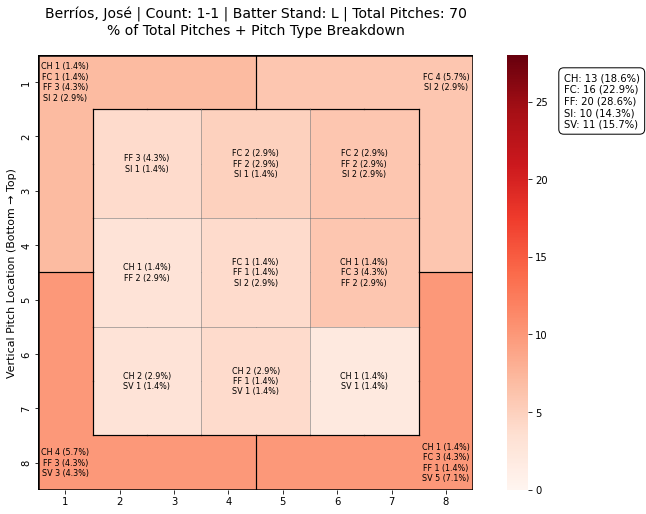 Berríos, José | Count: 1-1 | Batter Stand: L | Total Pitches: 70
% of Total Pitches + Pitch Type Breakdown
CH 1 (1.4%)
FC 1 (1.4%)
FF 3 (4.3%)
SI 2 (2.9%)
FC 4 (5.7%)
SI 2 (2.9%)
FF 3 (4.3%)
SI 1 (1.4%)
FC 2 (2.9%)
FF 2 (2.9%)
SI 1 (1.4%)
FC 2 (2.9%)
FF 2 (2.9%)
SI 2 (2.9%)
CH 1 (1.4%)
FF 2 (2.9%)
FC 1 (1.4%)
FF 1 (1.4%)
SI 2 (2.9%)
CH 1 (1.4%)
FC 3 (4.3%)
FF 2 (2.9%)
CH 2 (2.9%)
SV 1 (1.4%)
CH 2 (2.9%)
FF 1 (1.4%)
SV 1 (1.4%)
CH 1 (1.4%)
SV 1 (1.4%)
CH 4 (5.7%)
FF 3 (4.3%)
SV 3 (4.3%)
CH 1 (1.4%)
FC 3 (4.3%)
FF 1 (1.4%)
SV 5 (7.1%)
Vertical Pitch Location (Bottom → Top)
1
2
3
4
5
6
7
8
1
2
3
4
5
6
7
8
25
20
15
10
5
0
CH: 13 (18.6%)
FC: 16 (22.9%)
FF: 20 (28.6%)
SI: 10 (14.3%)
SV: 11 (15.7%)